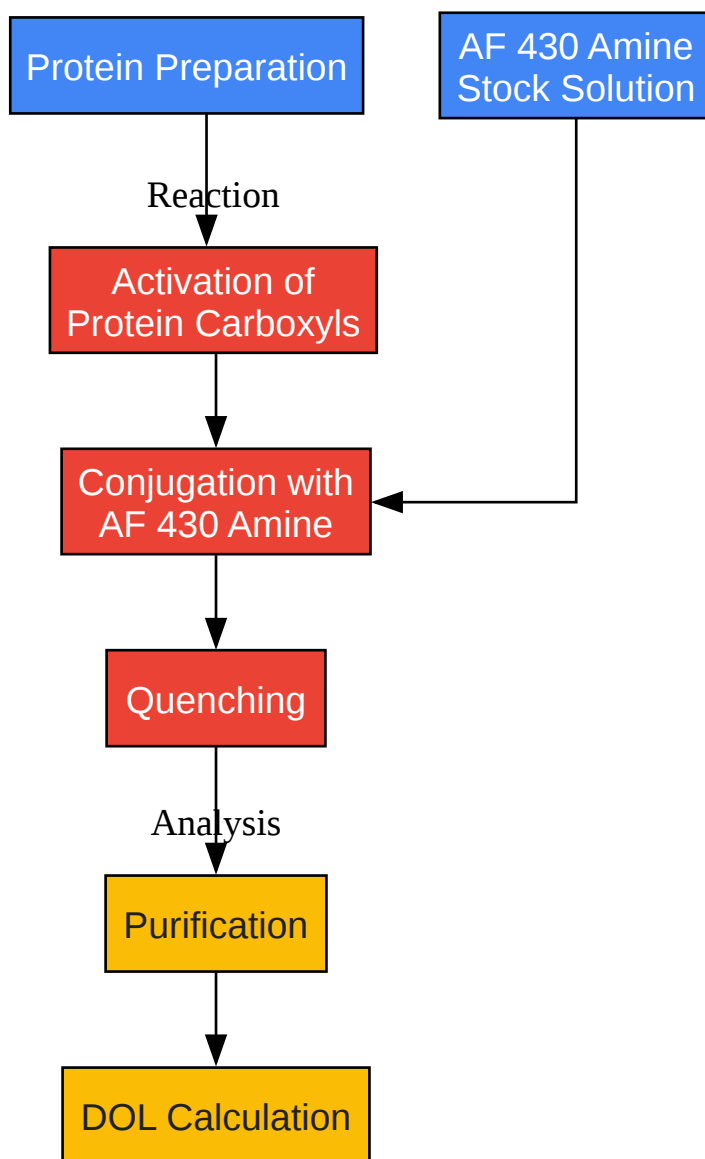 Protein Preparation
AF 430 Amine
Stock Solution
Reaction
Activation of
Protein Carboxyls
Conjugation with
AF 430 Amine
Quenching
Analysis
Purification
DOL Calculation